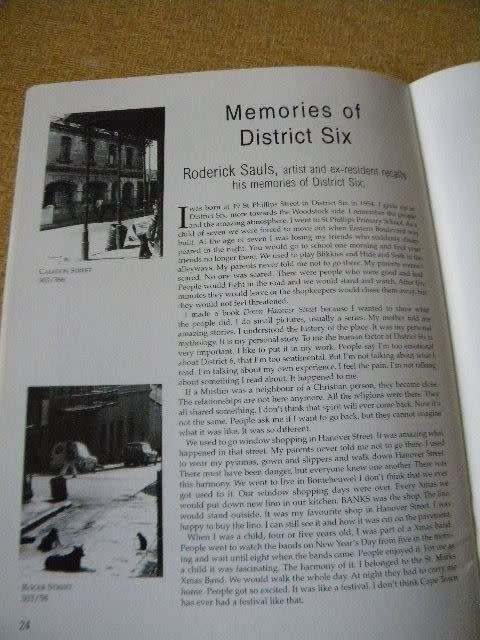 Memories of
District Six
Roderick Sauls, artist and ex-resident recalls
his memories of District Six;
I was born at 19 St Phillips Street in District Six in 1954. I grew up in
District Six, more towards the Woodstock side. I remember the people
and the amazing atmosphere. I went to St Phillips Primary School. As a
child of seven we were forced to move out when Eastern Boulevard was
built. At the age of seven I was losing my friends who suddenly disap-
peared in the night. You would go to school one morning and find your
friends no longer there. We used to play Blikkies and Hide and Seek in the
alleyways. My parents never told me not to go there. My parents weren't
scared. No one was scared. There were people who were good and bad.
People would fight in the road and we would stand and watch. After five
minutes they would leave or the shopkeepers would chase them away, but
they would not feel threatened.
I made a book Green Hanover Street because I wanted to show what
the people did. I do small pictures, usually a series. My mother told me
amazing stories. I understood the history of the place. It was my personal
mythology. It is my personal story. To me the human factor of District Six is
very important. I like to put it in my work. People say I'm too emotional
about District 6, that I'm too sentimental. But I'm not talking about what I
read. I'm talking about my own experience. I feel the pain. I'm not talking
about something I read about. It happened to me.
If a Muslim was a neighbour of a Christian person, they became close.
The relationships are not here anymore. All the religions were there. They
all shared something. I don't think that spirit will ever come back. Now it's
not the same. People ask me if I want to go back, but they cannot imagine
what it was like. It was so different.
We used to go window shopping in Hanover Street. It was amazing what
happened in that street. My parents never told me not to go there. I used
to wear my pyjamas, gown and slippers and walk down Hanover Street.
There must have been danger, but everyone knew one another. There was
this harmony. We went to live in Bonteheuwel. I don't think that we ever
got used to it. Our window shopping days were over. Every Xmas we
would put down new lino in our kitchen. BANKS was the shop. The lino
would stand outside. It was my favourite shop in Hanover Street. I was
happy to buy the lino. I can still see it and how it was cut on the pavement.
When I was a child, four or five years old, I was part of a Xmas Band.
People went to watch the bands on New Year's Day from five in the morn-
ing and wait until eight when the bands came. People enjoyed it. For me as
a child it was fascinating. The harmony of it. I belonged to the St. Marks
Xmas Band. We would walk the whole day. At night they had to carry me
home. People got so excited. It was like a festival. I don't think Cape Town
has ever had a festival like that.
CALEDON STREET
ROGER STREET
24